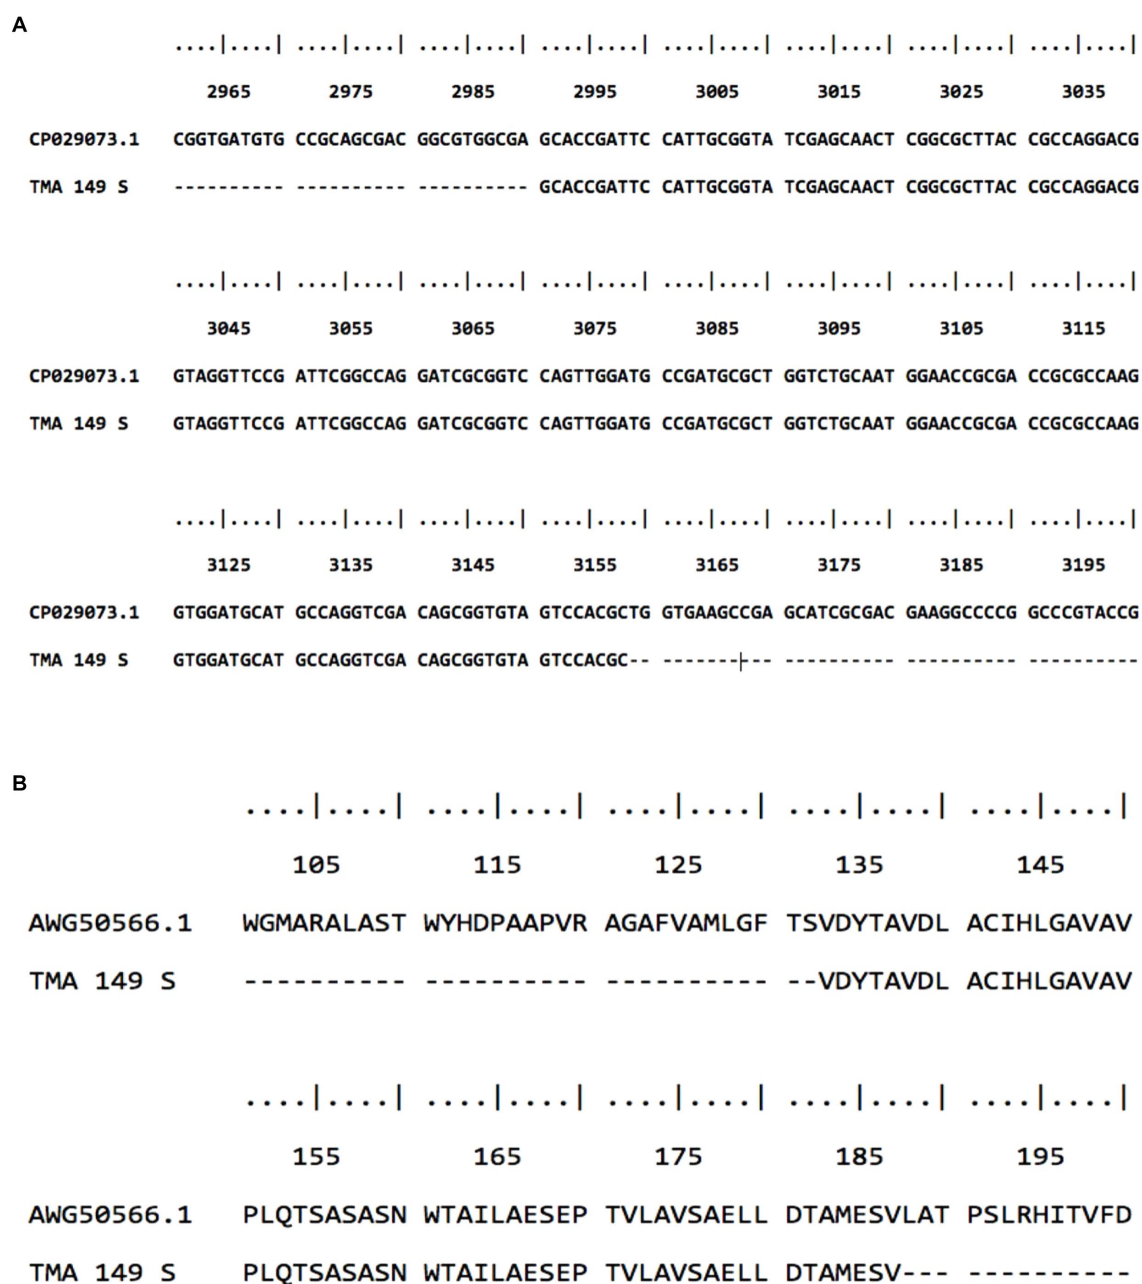 A
....|....| ....|....| ....|....| ....|....| ....|....| ....|....| ....|....| ....|....|
2965 2975 2985 2995 3005 3015 3025 3035
CP029073.1 CGGTGATGTG CCGCAGCGAC GGCGTGGCGA GCACCGATTC CATTGCGGTA TCGAGCAACT CGGCGCTTAC CGCCAGGACG
TMA 149 S ---------- ---------- ---------- GCACCGATTC CATTGCGGTA TCGAGCAACT CGGCGCTTAC CGCCAGGACG
....|....| ....|....| ....|....| ....|....| ....|....| ....|....| ....|....| ....|....|
3045 3055 3065 3075 3085 3095 3105 3115
CP029073.1 GTAGGTTCCG ATTCGGCCAG GATCGCGGTC CAGTTGGATG CCGATGCGCT GGTCTGCAAT GGAACCGCGA CCGCGCCAAG
TMA 149 S GTAGGTTCCG ATTCGGCCAG GATCGCGGTC CAGTTGGATG CCGATGCGCT GGTCTGCAAT GGAACCGCGA CCGCGCCAAG
....|....| ....|....| ....|....| ....|....| ....|....| ....|....| ....|....| ....|....|
3125 3135 3145 3155 3165 3175 3185 3195
CP029073.1 GTGGATGCAT GCCAGGTCGA CAGCGGTGTA GTCCACGCTG GTGAAGCCGA GCATCGCGAC GAAGGCCCCG GCCCGTACCG
TMA 149 S GTGGATGCAT GCCAGGTCGA CAGCGGTGTA GTCCACGC-- -------|--- ---------- ---------- ----------
B
....|....| ....|....| ....|....| ....|....| ....|....|
105 115 125 135 145
AWG50566.1 WGMARALAST WYHDPAAPVR AGAFVAMLGF TSVDYTAVDL ACIHLGAVAV
TMA 149 S ---------- ---------- ---------- --VDYTAVDL ACIHLGAVAV
....|....| ....|....| ....|....| ....|....| ....|....|
155 165 175 185 195
AWG50566.1 PLQTSASASN WTAILAESEP TVLAVSAELL DTAMESVLAT PSLRHITVFD
TMA 149 S PLQTSASASN WTAILAESEP TVLAVSAELL DTAMESV--- ----------